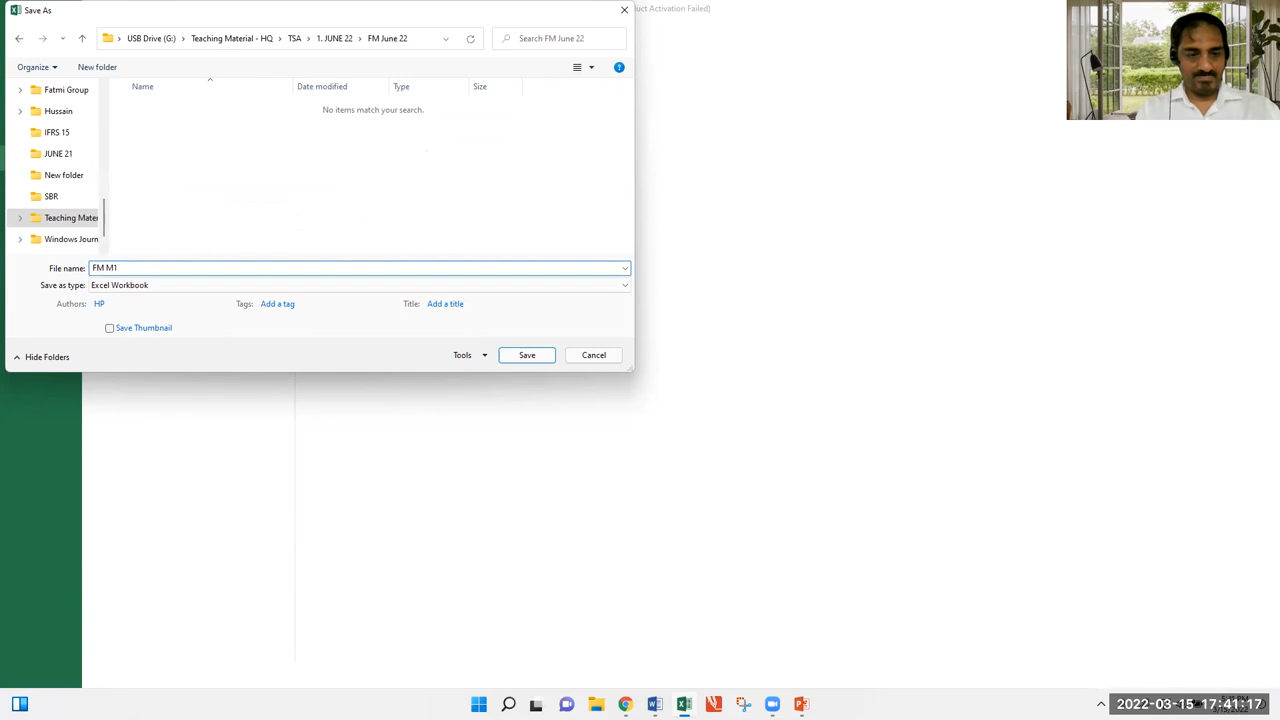 Save As
uct Activation Failed)
USB Drive (G:) Teaching Material - HQ TSA 1. JUNE 22 FM June 22
Search FM June 22
Organize New folder
Name Date modified Type Size
No items match your search.
Fatmi Group
Hussain
IFRS 15
JUNE 21
New folder
SBR
Teaching Mater
Windows Journ
File name: FM M1
Save as type: Excel Workbook
Authors: HP Tags: Add a tag Title: Add a title
Save Thumbnail
Hide Folders
Tools Save Cancel
2022-03-15 17:41:17